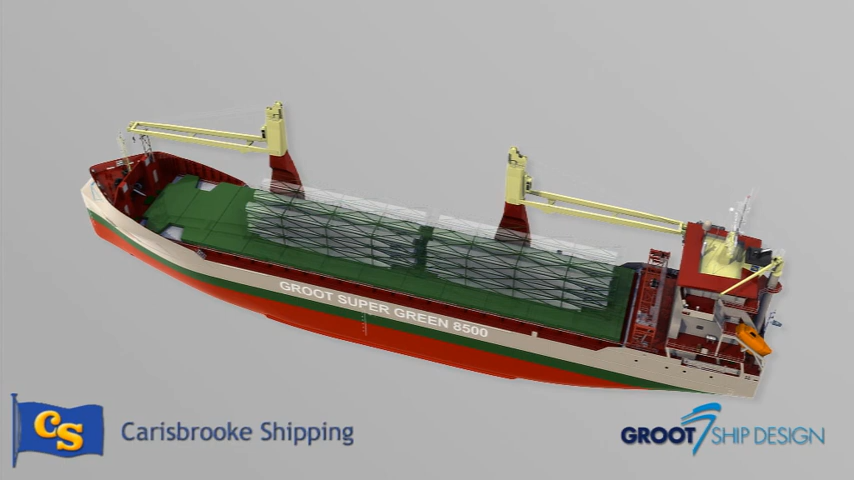 GROOT SUPER GREEN 8500
CS Carisbrooke Shipping
GROOT SHIP DESIGN